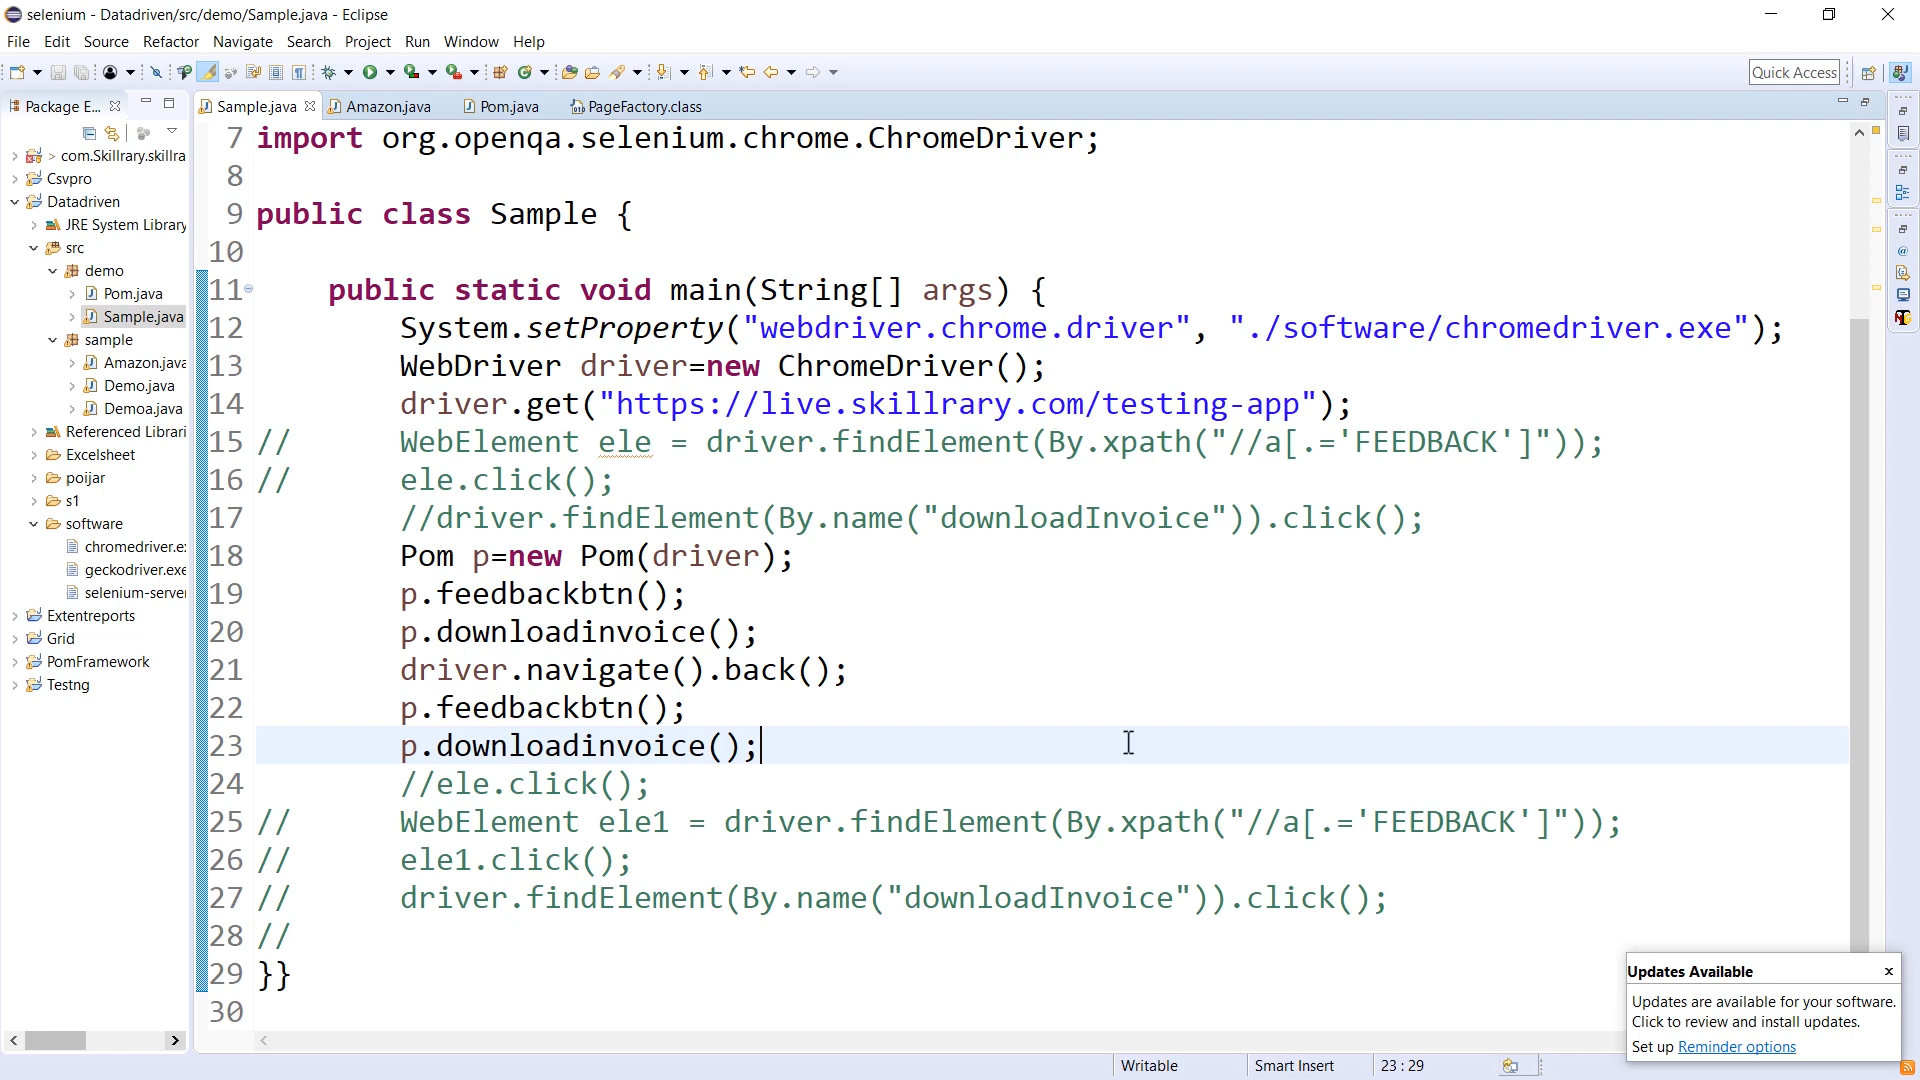 selenium - Datadriven/src/demo/Sample.java - Eclipse
File Edit Source Refactor Navigate Search Project Run Window Help
Quick Access
Package E... Sample.java Amazon.java Pom.java PageFactory.class
> com.Skillrary.skillra
Csvpro
Datadriven
JRE System Library
src
demo
Pom.java
Sample.java
sample
Amazon.java
Demo.java
Demoa.java
Referenced Librari
Excelsheet
poijar
s1
software
chromedriver.e
geckodriver.exe
selenium-server
Extentreports
Grid
PomFramework
Testng
7 import org.openqa.selenium.chrome.ChromeDriver;
8
9 public class Sample {
10
11 public static void main(String[] args) {
12 System.setProperty("webdriver.chrome.driver", "./software/chromedriver.exe");
13 WebDriver driver=new ChromeDriver();
14 driver.get("https://live.skillrary.com/testing-app");
15 // WebElement ele = driver.findElement(By.xpath("//a[.='FEEDBACK']"));
16 // ele.click();
17 //driver.findElement(By.name("downloadInvoice")).click();
18 Pom p=new Pom(driver);
19 p.feedbackbtn();
20 p.downloadinvoice();
21 driver.navigate().back();
22 p.feedbackbtn();
23 p.downloadinvoice();
24 //ele.click();
25 // WebElement ele1 = driver.findElement(By.xpath("//a[.='FEEDBACK']"));
26 // ele1.click();
27 // driver.findElement(By.name("downloadInvoice")).click();
28 //
29 }}
30
Updates Available
Updates are available for your software.
Click to review and install updates.
Set up Reminder options
Writable Smart Insert 23 : 29